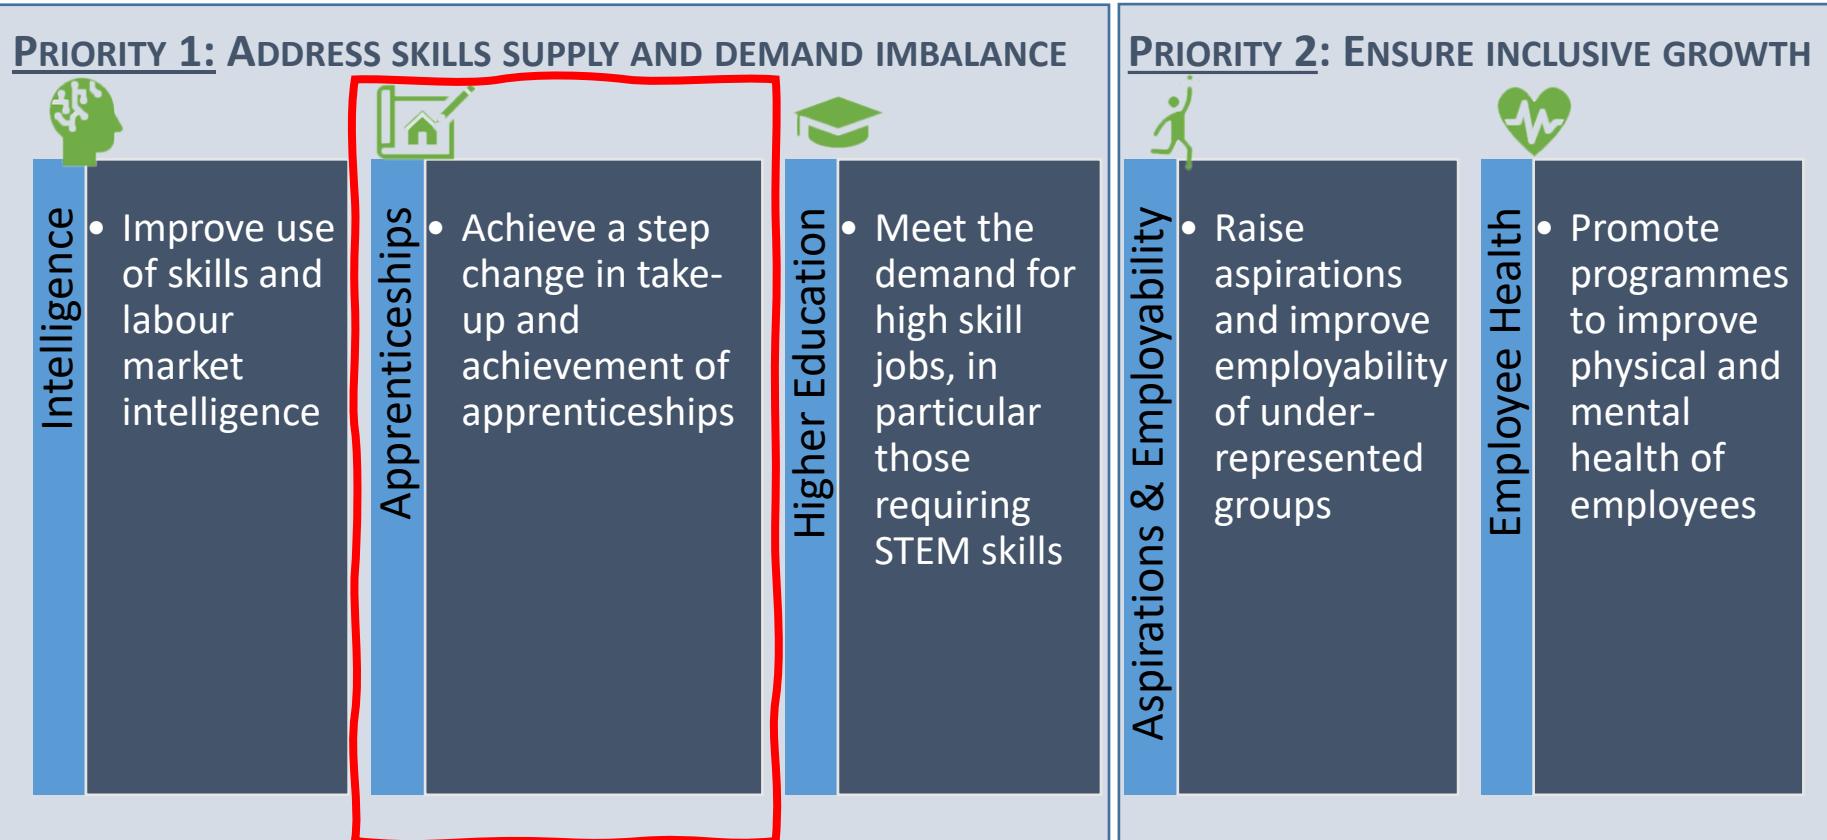 PRIORITY 1: ADDRESS SKILLS SUPPLY AND DEMAND IMBALANCE
Intelligence
• Improve use
of skills and
labour
market
intelligence
Apprenticeships
• Achieve a step
change in take-
up and
achievement of
apprenticeships
Higher Education
• Meet the
demand for
high skill
jobs, in
particular
those
requiring
STEM skills
PRIORITY 2: ENSURE INCLUSIVE GROWTH
Aspirations & Employability
• Raise
aspirations
and improve
employability
of under-
represented
groups
Employee Health
• Promote
programmes
to improve
physical and
mental
health of
employees